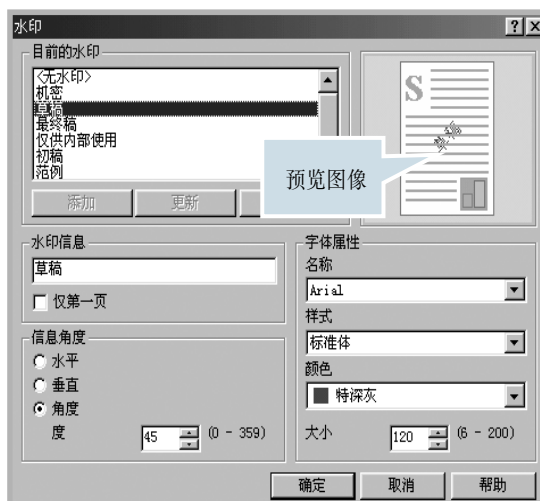 水印
目前的水印
<无水印>
机密
草稿
最终稿
仅供内部使用
初稿
范例
添加
更新
S
草稿
预览图像
水印信息
草稿
仅第一页
信息角度
水平
垂直
角度
度 45 (0 - 359)
字体属性
名称
Arial
样式
标准体
颜色
特深灰
大小 120 (6 - 200)
确定 取消 帮助